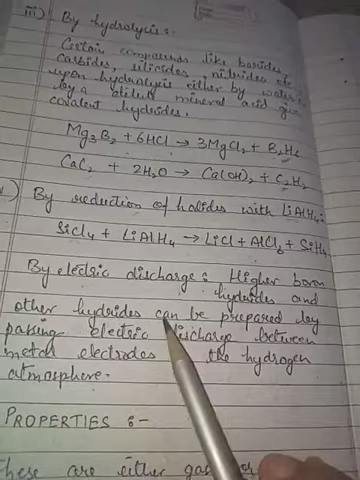 iii) By hydrolysis :
Certain compounds like borides,
carbides, silicides, nitrides etc
upon hydrolysis either by water
by a dilute mineral acid give
covalent hydrides.
Mg3B2 + 6HCl → 3MgCl2 + B2H6
CaC2 + 2H2O → Ca(OH)2 + C2H2
.) By reduction of halides with LiAlH4 :
SiCl4 + LiAlH4 → LiCl + AlCl3 + SiH4
By electric discharge : Higher boron
hydrides and
other hydrides can be prepared by
passing electric discharge between
metal electrodes the hydrogen
atmosphere.
PROPERTIES :-
These are either gas or